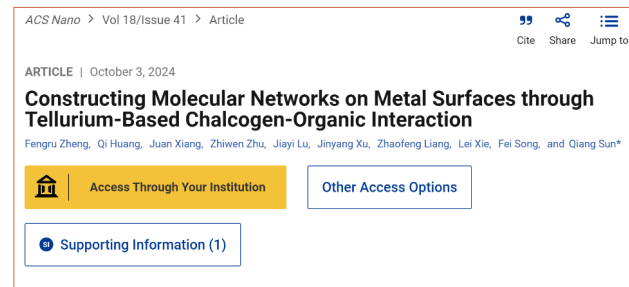 ACS Nano > Vol 18/Issue 41 > Article
Cite Share Jump to
ARTICLE | October 3, 2024
Constructing Molecular Networks on Metal Surfaces through
Tellurium-Based Chalcogen-Organic Interaction
Fengru Zheng, Qi Huang, Juan Xiang, Zhiwen Zhu, Jiayi Lu, Jinyang Xu, Zhaofeng Liang, Lei Xie, Fei Song, and Qiang Sun*
Access Through Your Institution
Other Access Options
SI Supporting Information (1)